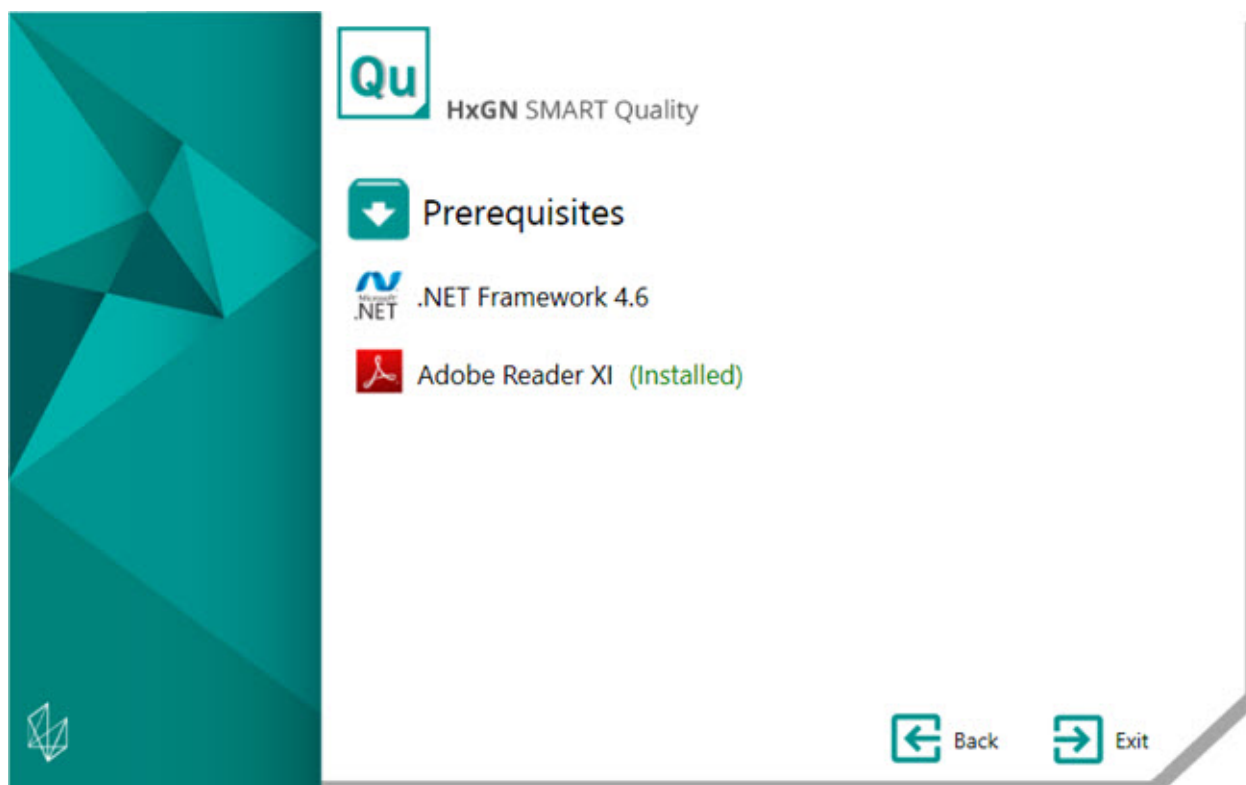 Qu
HxGN SMART Quality
Prerequisites
Microsoft
.NET
.NET Framework 4.6
Adobe Reader XI (Installed)
Back
Exit